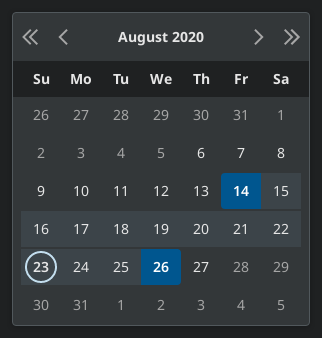 August 2020
Su Mo Tu We Th Fr Sa
26 27 28 29 30 31 1
2 3 4 5 6 7 8
9 10 11 12 13 14 15
16 17 18 19 20 21 22
23 24 25 26 27 28 29
30 31 1 2 3 4 5